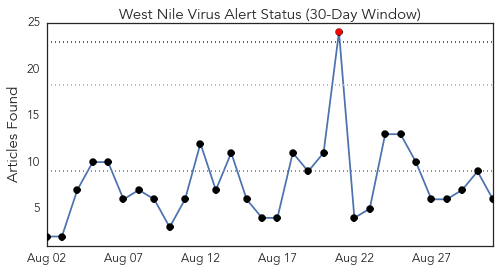 West Nile Virus Alert Status (30-Day Window)
Articles Found
25
20
15
10
5
Aug 02 Aug 07 Aug 12 Aug 17 Aug 22 Aug 27